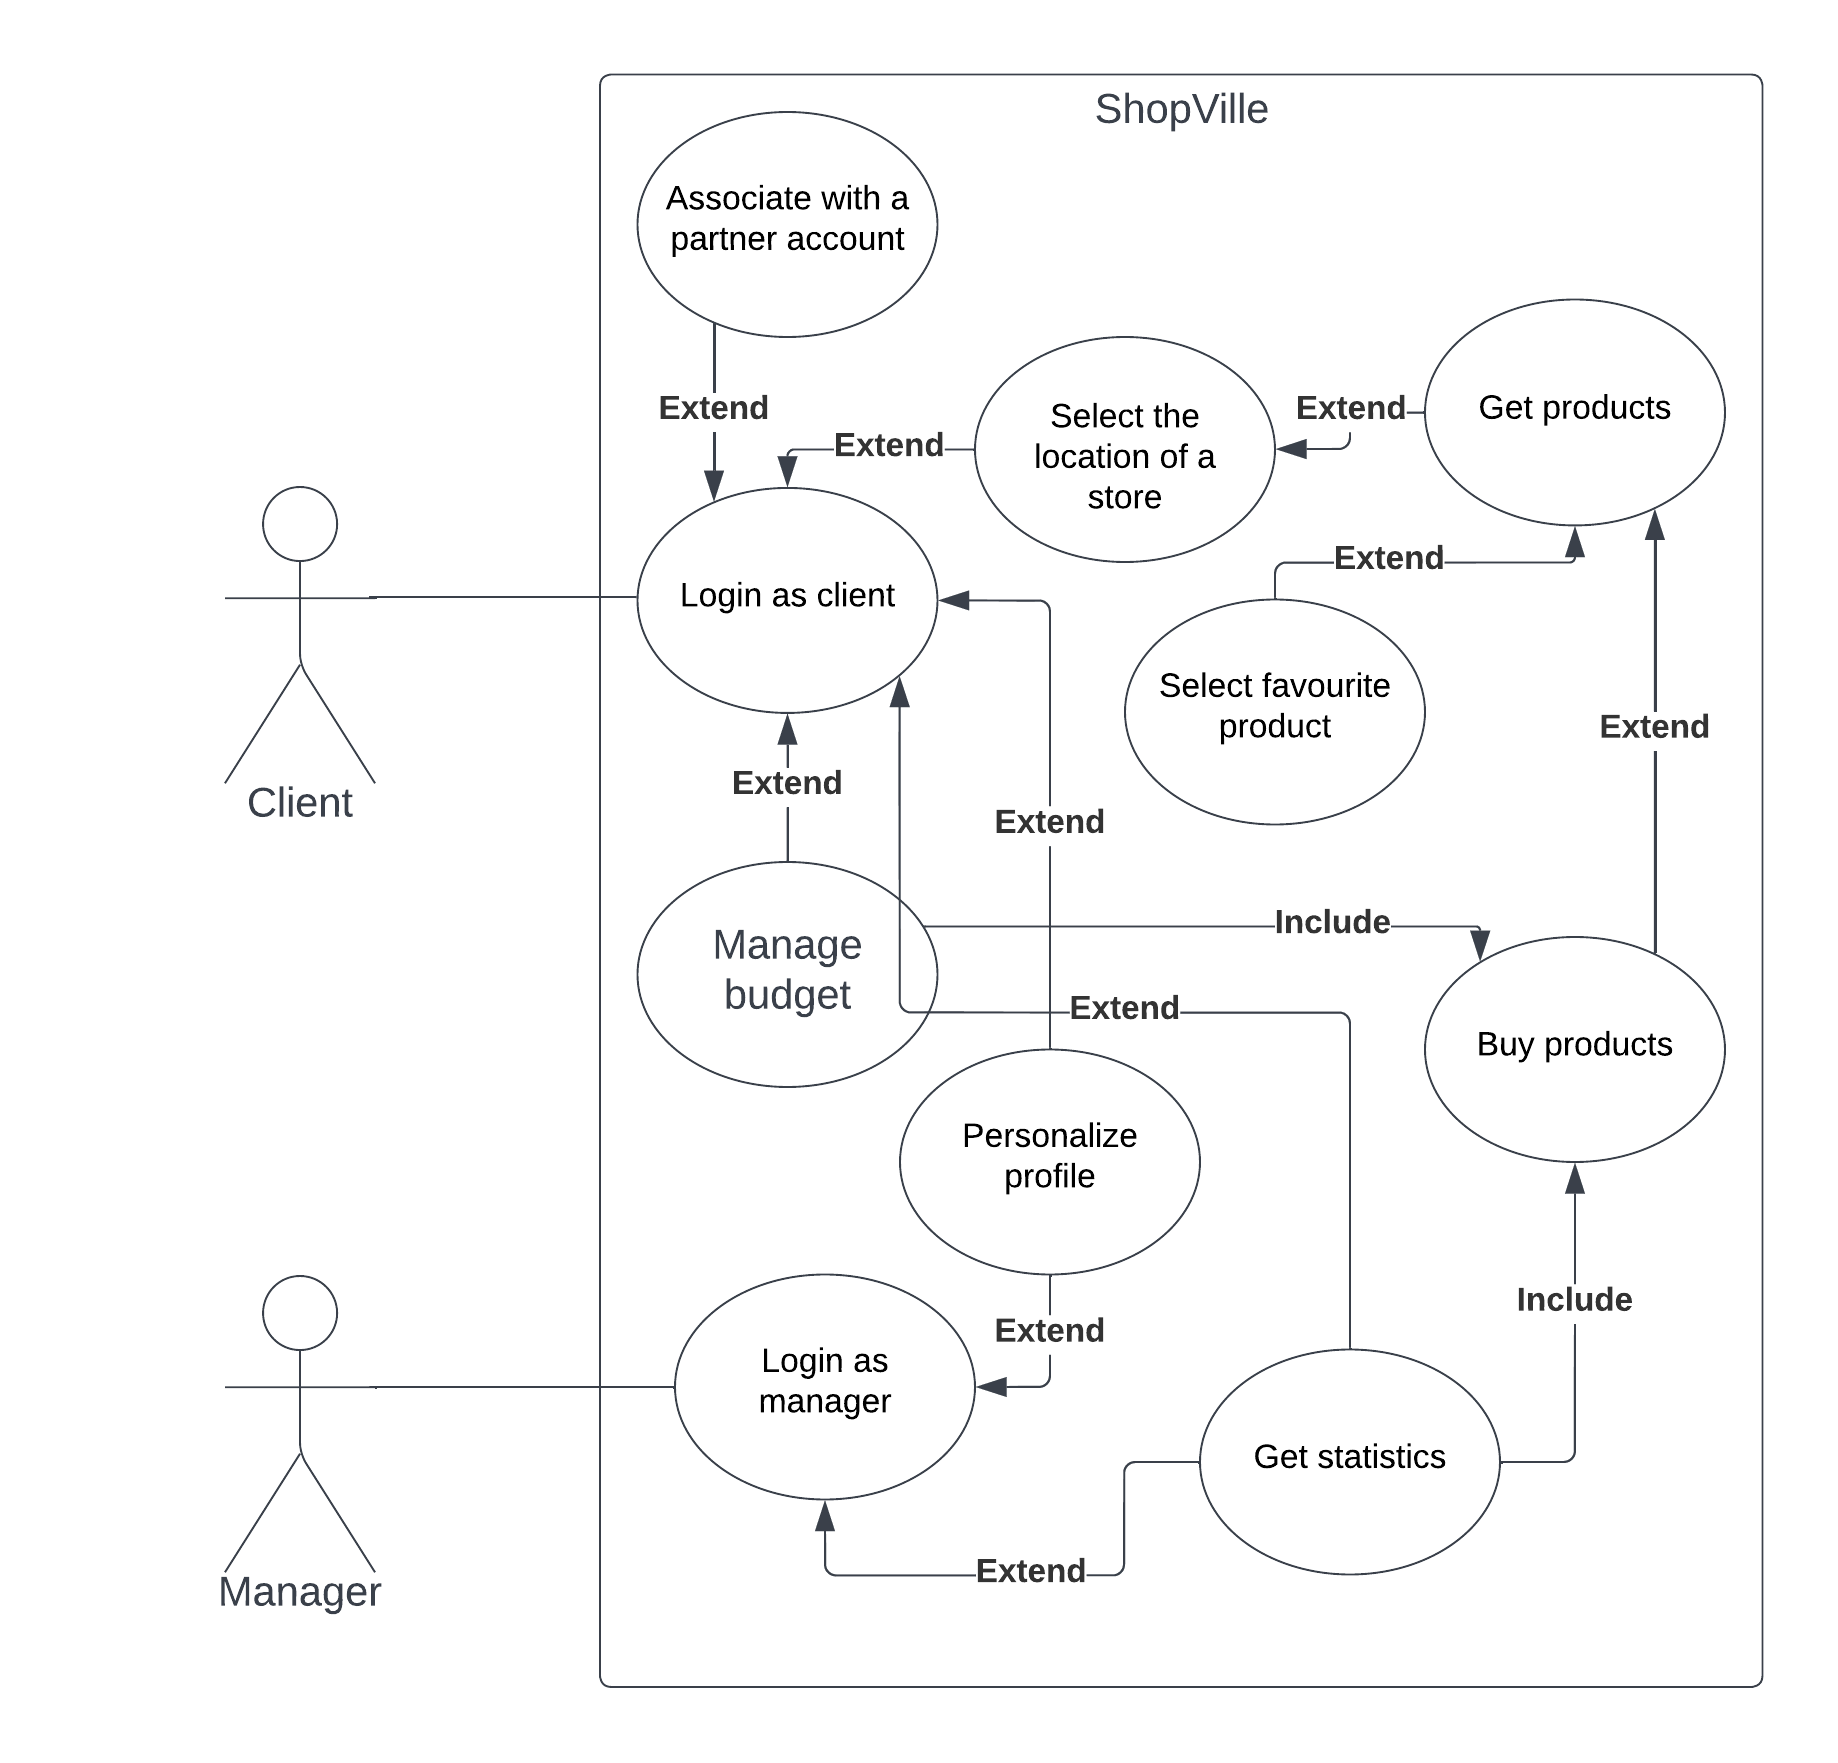 ShopVille
Associate with a
partner account
Extend
Extend
Select the
location of a
store
Extend
Get products
Extend
Login as client
Select favourite
product
Extend
Client
Extend
Extend
Manage
budget
Include
Extend
Buy products
Personalize
profile
Include
Extend
Login as
manager
Get statistics
Extend
Manager